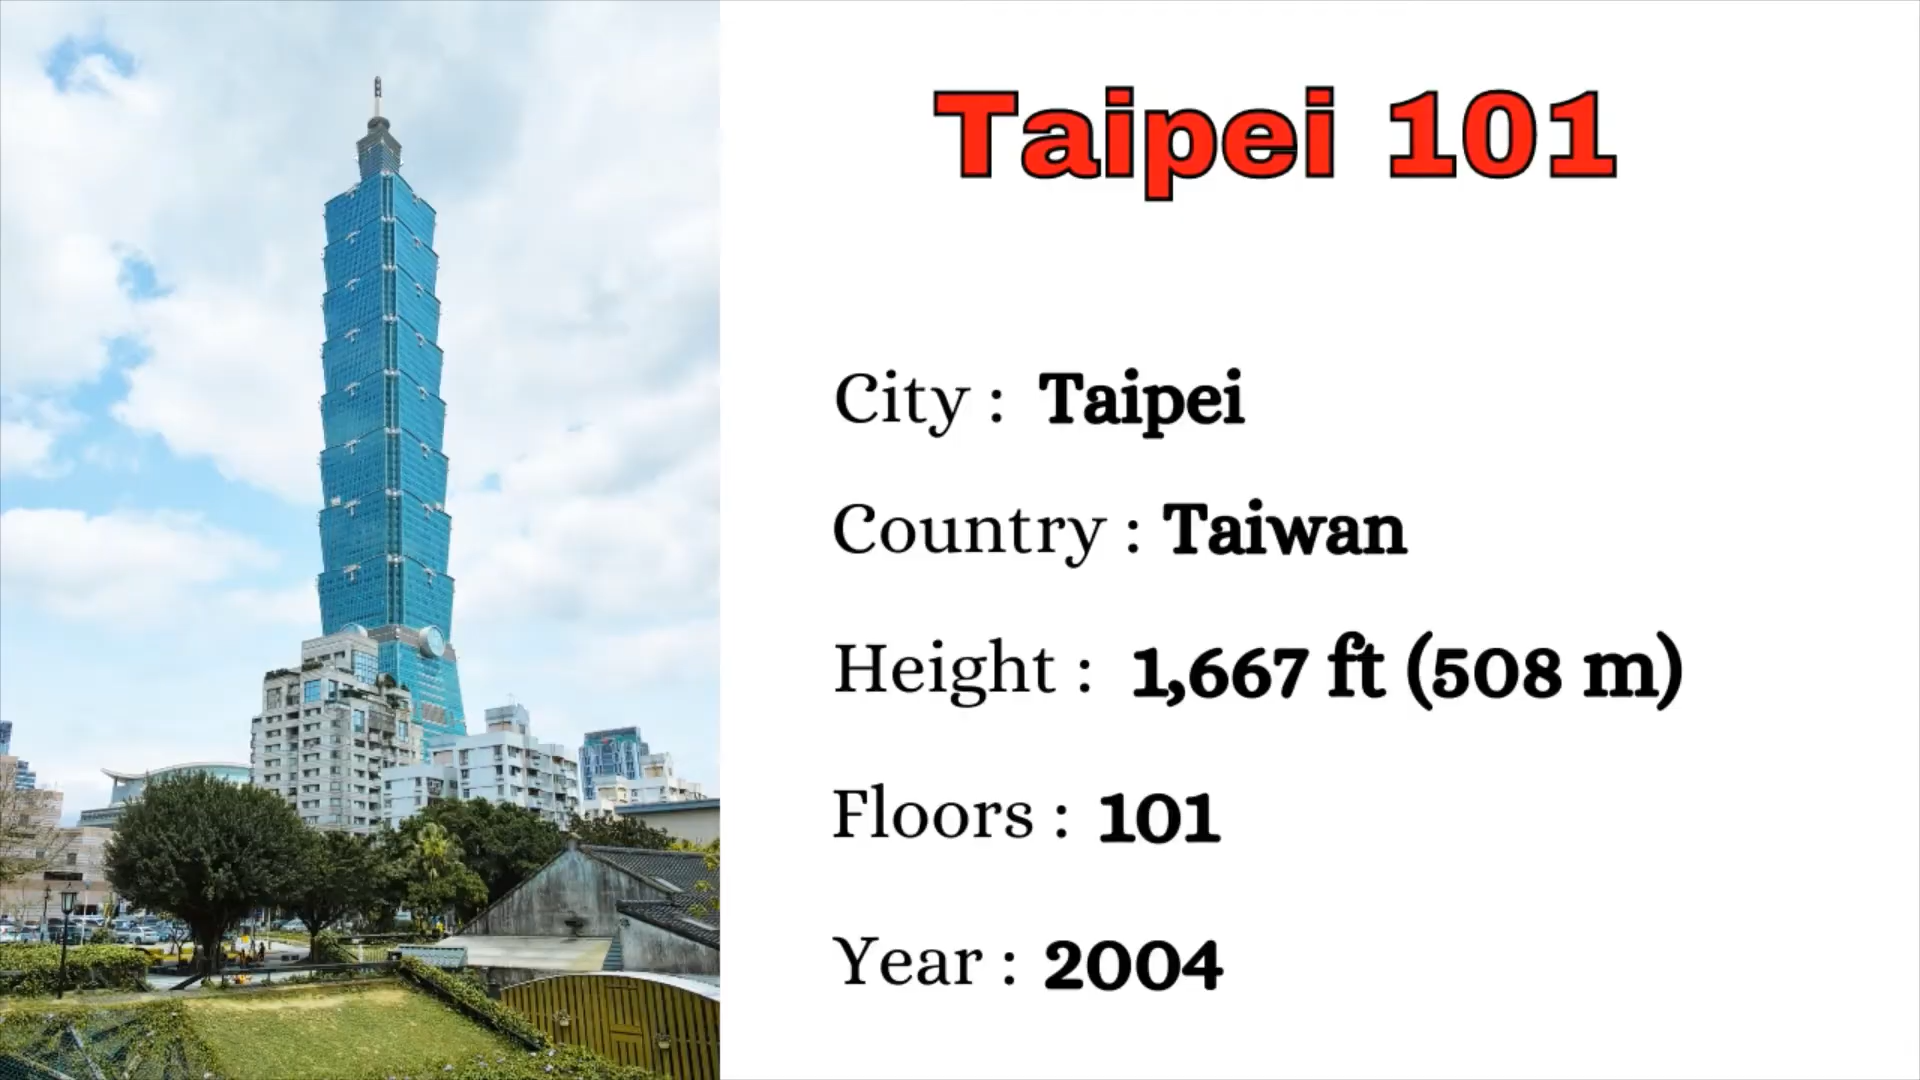 Taipei 101
City : Taipei
Country : Taiwan
Height : 1,667 ft (508 m)
Floors : 101
Year : 2004